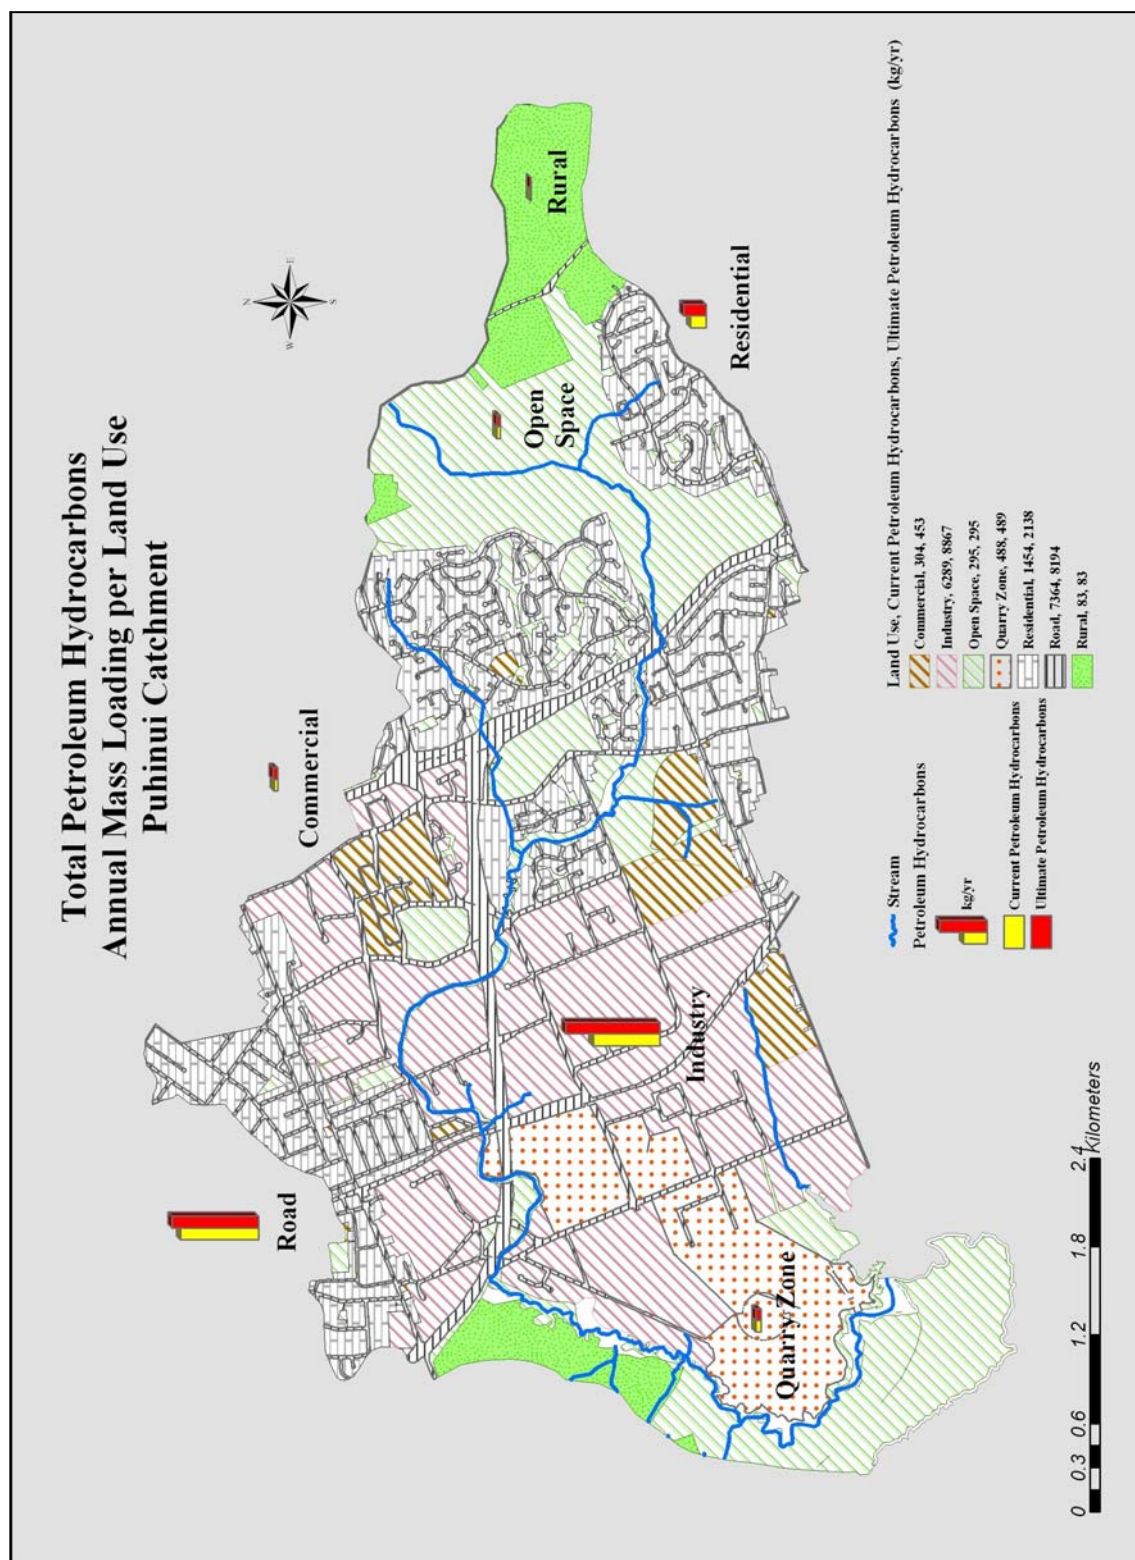 Total Petroleum Hydrocarbons
Annual Mass Loading per Land Use
Puhinui Catchment
N
E
S
W
Road
Commercial
Rural
Open
Space
Residential
Industry
Quarry Zone
Stream
Petroleum Hydrocarbons
kg/yr
Current Petroleum Hydrocarbons
Ultimate Petroleum Hydrocarbons
Land Use, Current Petroleum Hydrocarbons, Ultimate Petroleum Hydrocarbons (kg/yr)
Commercial, 304, 453
Industry, 6289, 8867
Open Space, 295, 295
Quarry Zone, 488, 489
Residential, 1454, 2138
Road, 7364, 8194
Rural, 83, 83
0 0.3 0.6 1.2 1.8 2.4
Kilometers